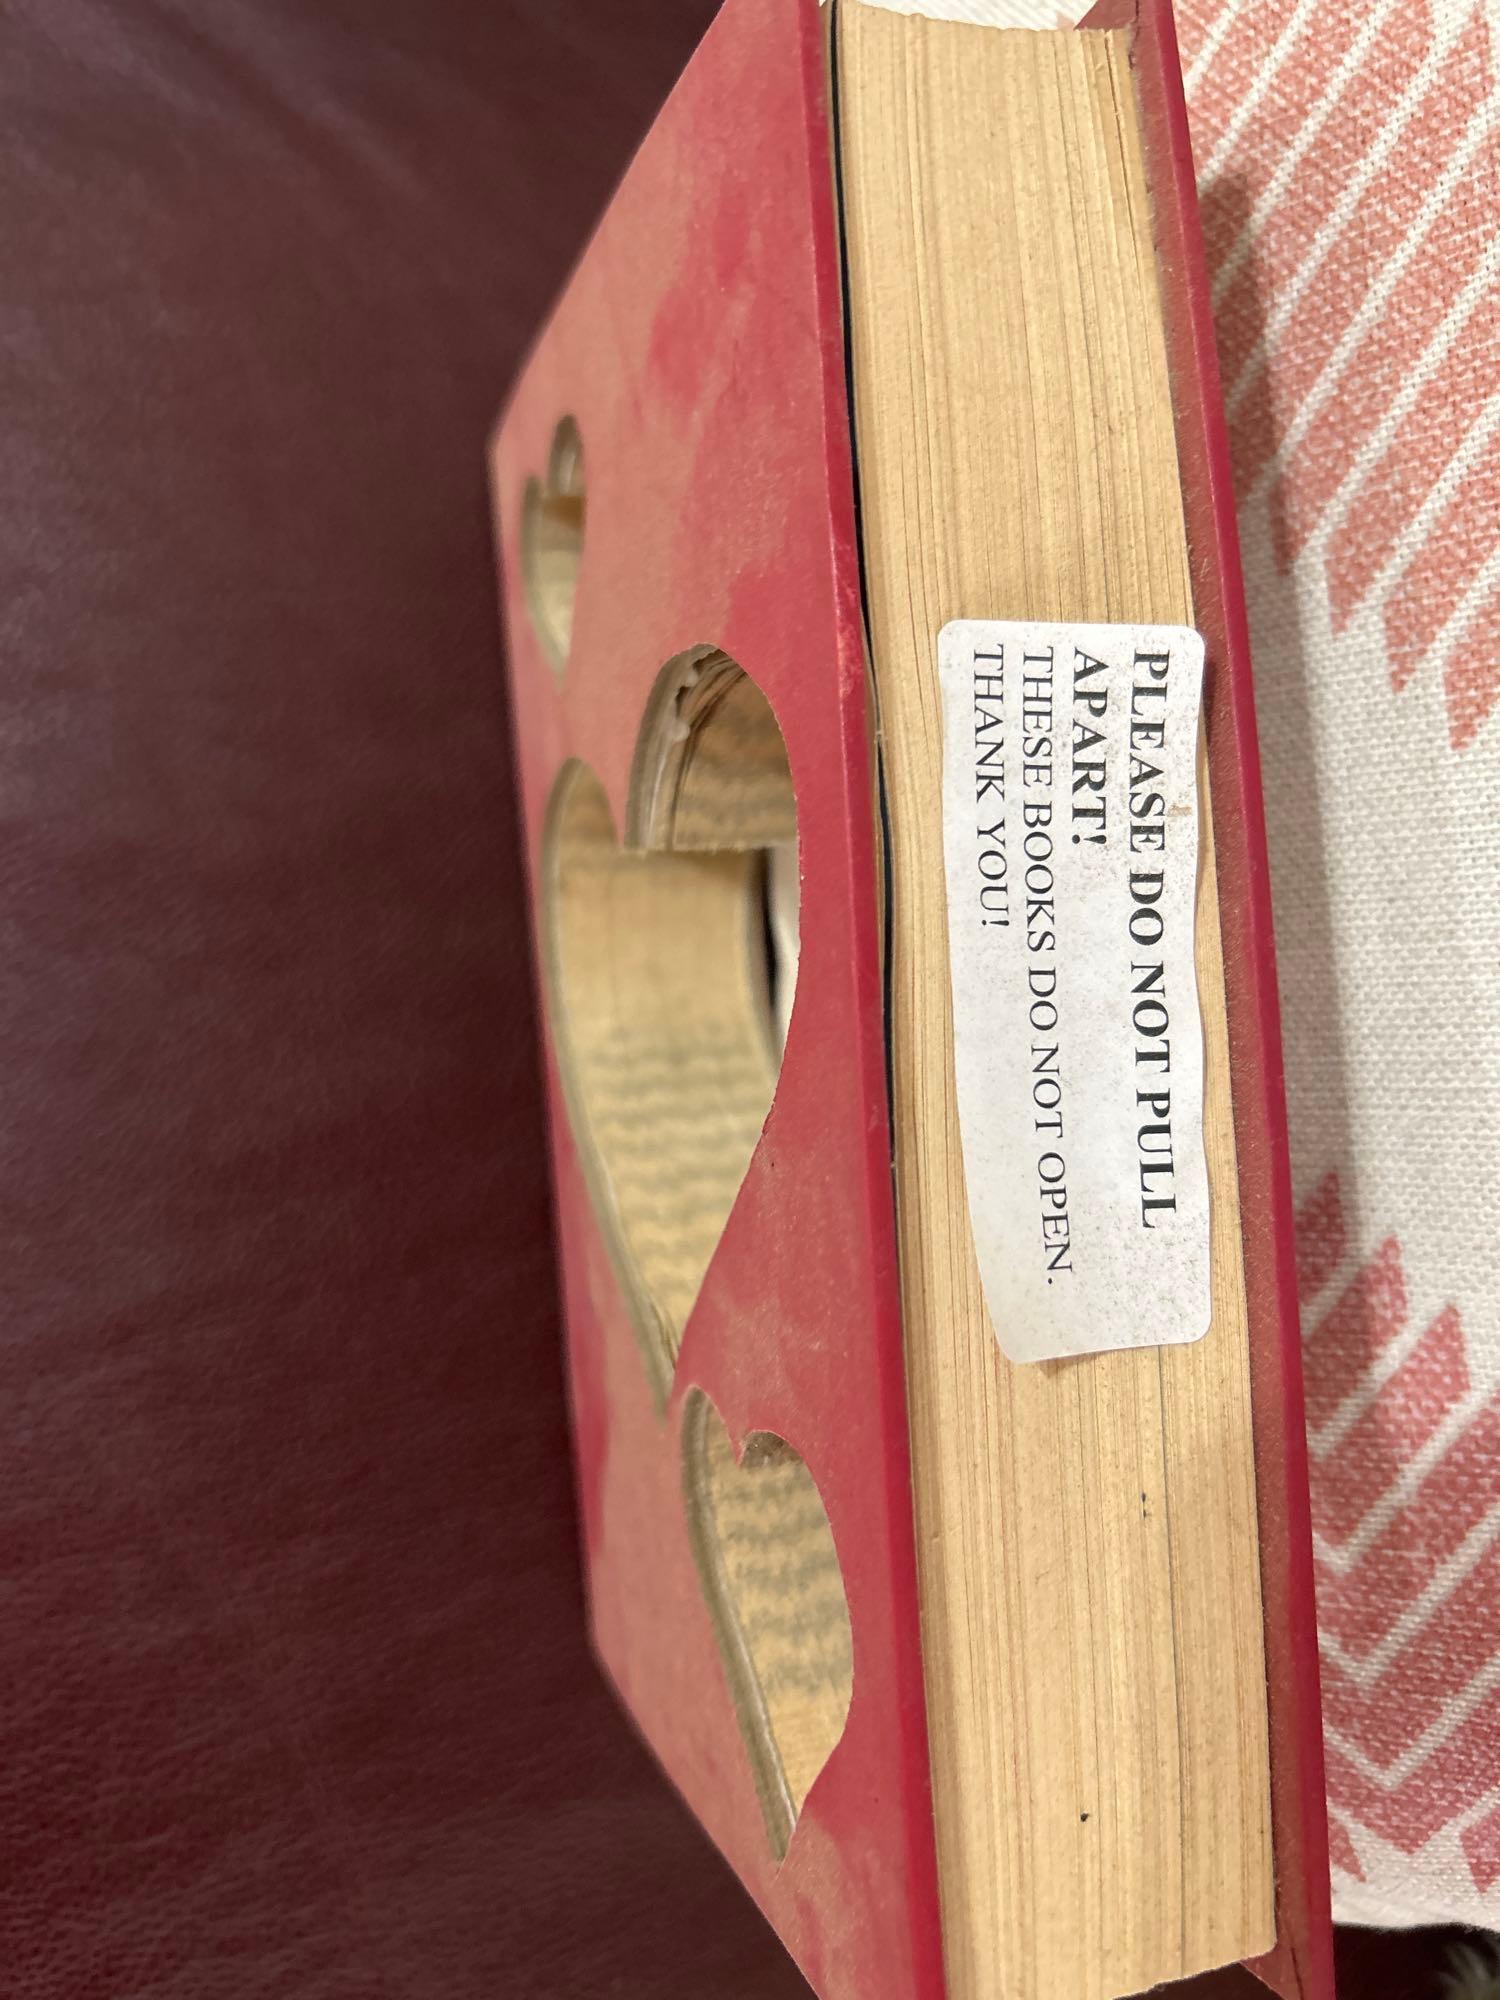 PLEASE DO NOT PULL
APART!
THESE BOOKS DO NOT OPEN.
THANK YOU!